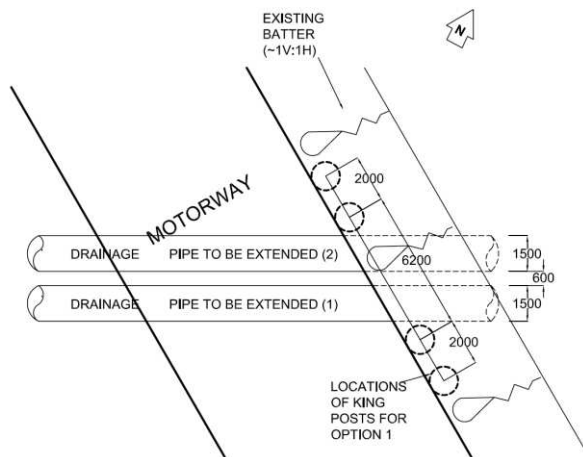 EXISTING
BATTER
(~1V:1H)
N
2000
MOTORWAY
DRAINAGE PIPE TO BE EXTENDED (2)
6200
1500
600
DRAINAGE PIPE TO BE EXTENDED (1)
1500
2000
LOCATIONS
OF KING
POSTS FOR
OPTION 1